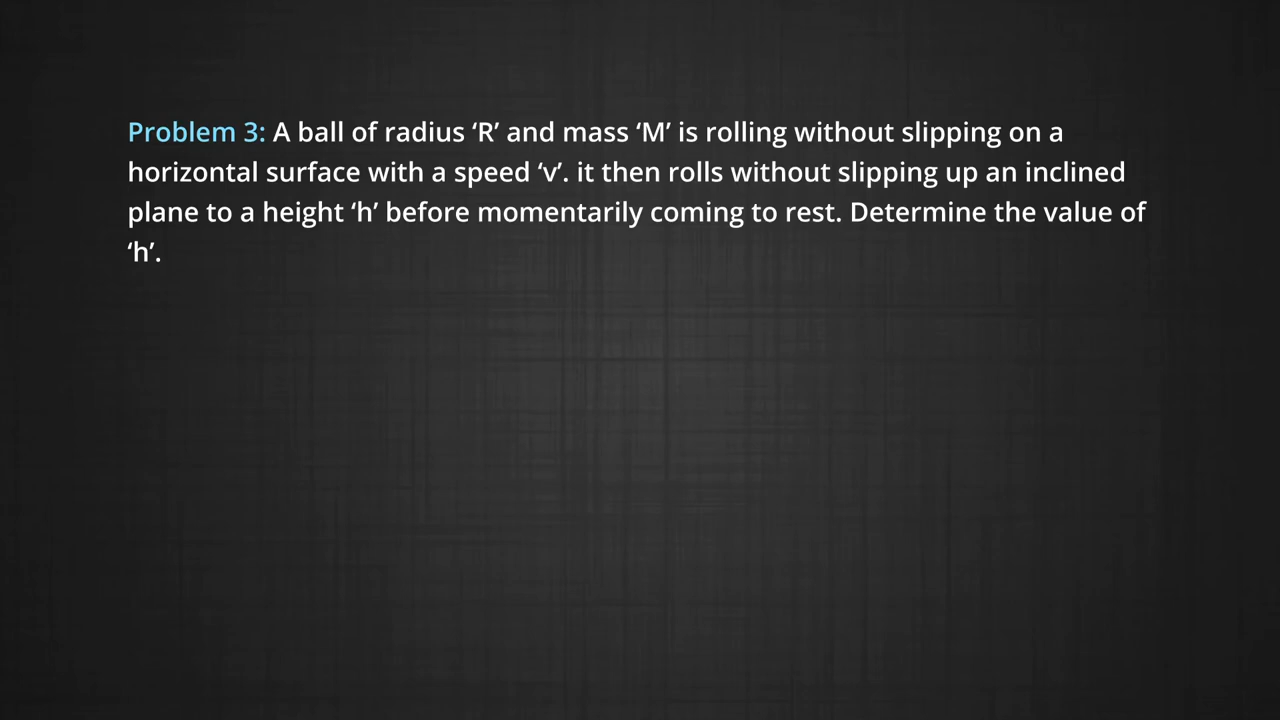 Problem 3: A ball of radius ‘R’ and mass ‘M’ is rolling without slipping on a
horizontal surface with a speed ‘v’. it then rolls without slipping up an inclined
plane to a height ‘h’ before momentarily coming to rest. Determine the value of
‘h’.